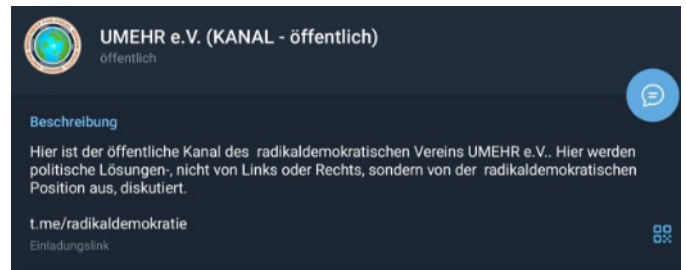 UMEHR e.V. (KANAL - öffentlich)
öffentlich
Beschreibung
Hier ist der öffentliche Kanal des radikaldemokratischen Vereins UMEHR e.V.. Hier werden
politische Lösungen-, nicht von Links oder Rechts, sondern von der radikaldemokratischen
Position aus, diskutiert.
t.me/radikaldemokratie
Einladungslink